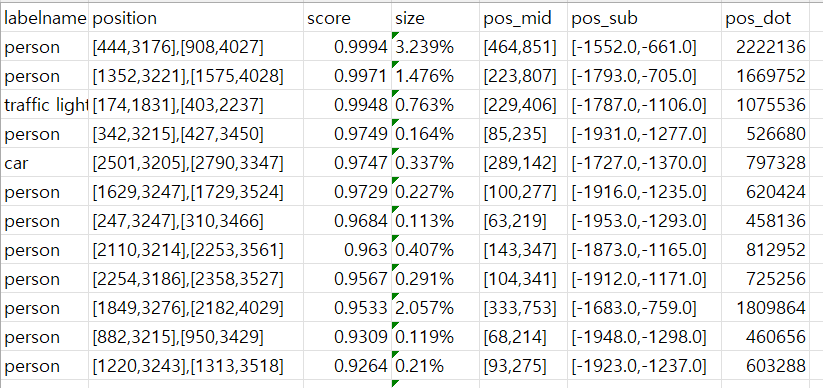 labelname position score size pos_mid pos_sub pos_dot
person [444,3176],[908,4027] 0.9994 3.239% [464,851] [-1552.0,-661.0] 2222136
person [1352,3221],[1575,4028] 0.9971 1.476% [223,807] [-1793.0,-705.0] 1669752
traffic light [174,1831],[403,2237] 0.9948 0.763% [229,406] [-1787.0,-1106.0] 1075536
person [342,3215],[427,3450] 0.9749 0.164% [85,235] [-1931.0,-1277.0] 526680
car [2501,3205],[2790,3347] 0.9747 0.337% [289,142] [-1727.0,-1370.0] 797328
person [1629,3247],[1729,3524] 0.9729 0.227% [100,277] [-1916.0,-1235.0] 620424
person [247,3247],[310,3466] 0.9684 0.113% [63,219] [-1953.0,-1293.0] 458136
person [2110,3214],[2253,3561] 0.963 0.407% [143,347] [-1873.0,-1165.0] 812952
person [2254,3186],[2358,3527] 0.9567 0.291% [104,341] [-1912.0,-1171.0] 725256
person [1849,3276],[2182,4029] 0.9533 2.057% [333,753] [-1683.0,-759.0] 1809864
person [882,3215],[950,3429] 0.9309 0.119% [68,214] [-1948.0,-1298.0] 460656
person [1220,3243],[1313,3518] 0.9264 0.21% [93,275] [-1923.0,-1237.0] 603288